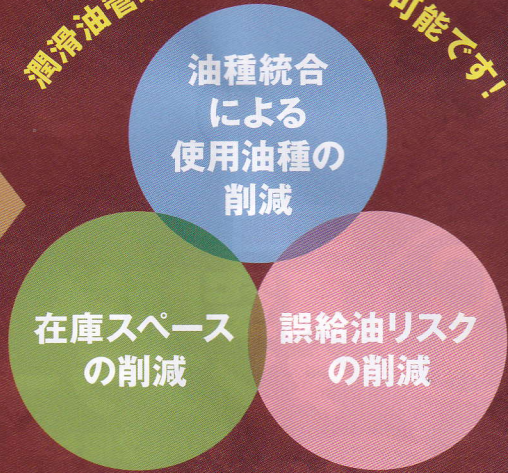 潤滑油管
可能です!
油種統合
による
使用油種の
削減
在庫スペース
の削減
誤給油リスク
の削減